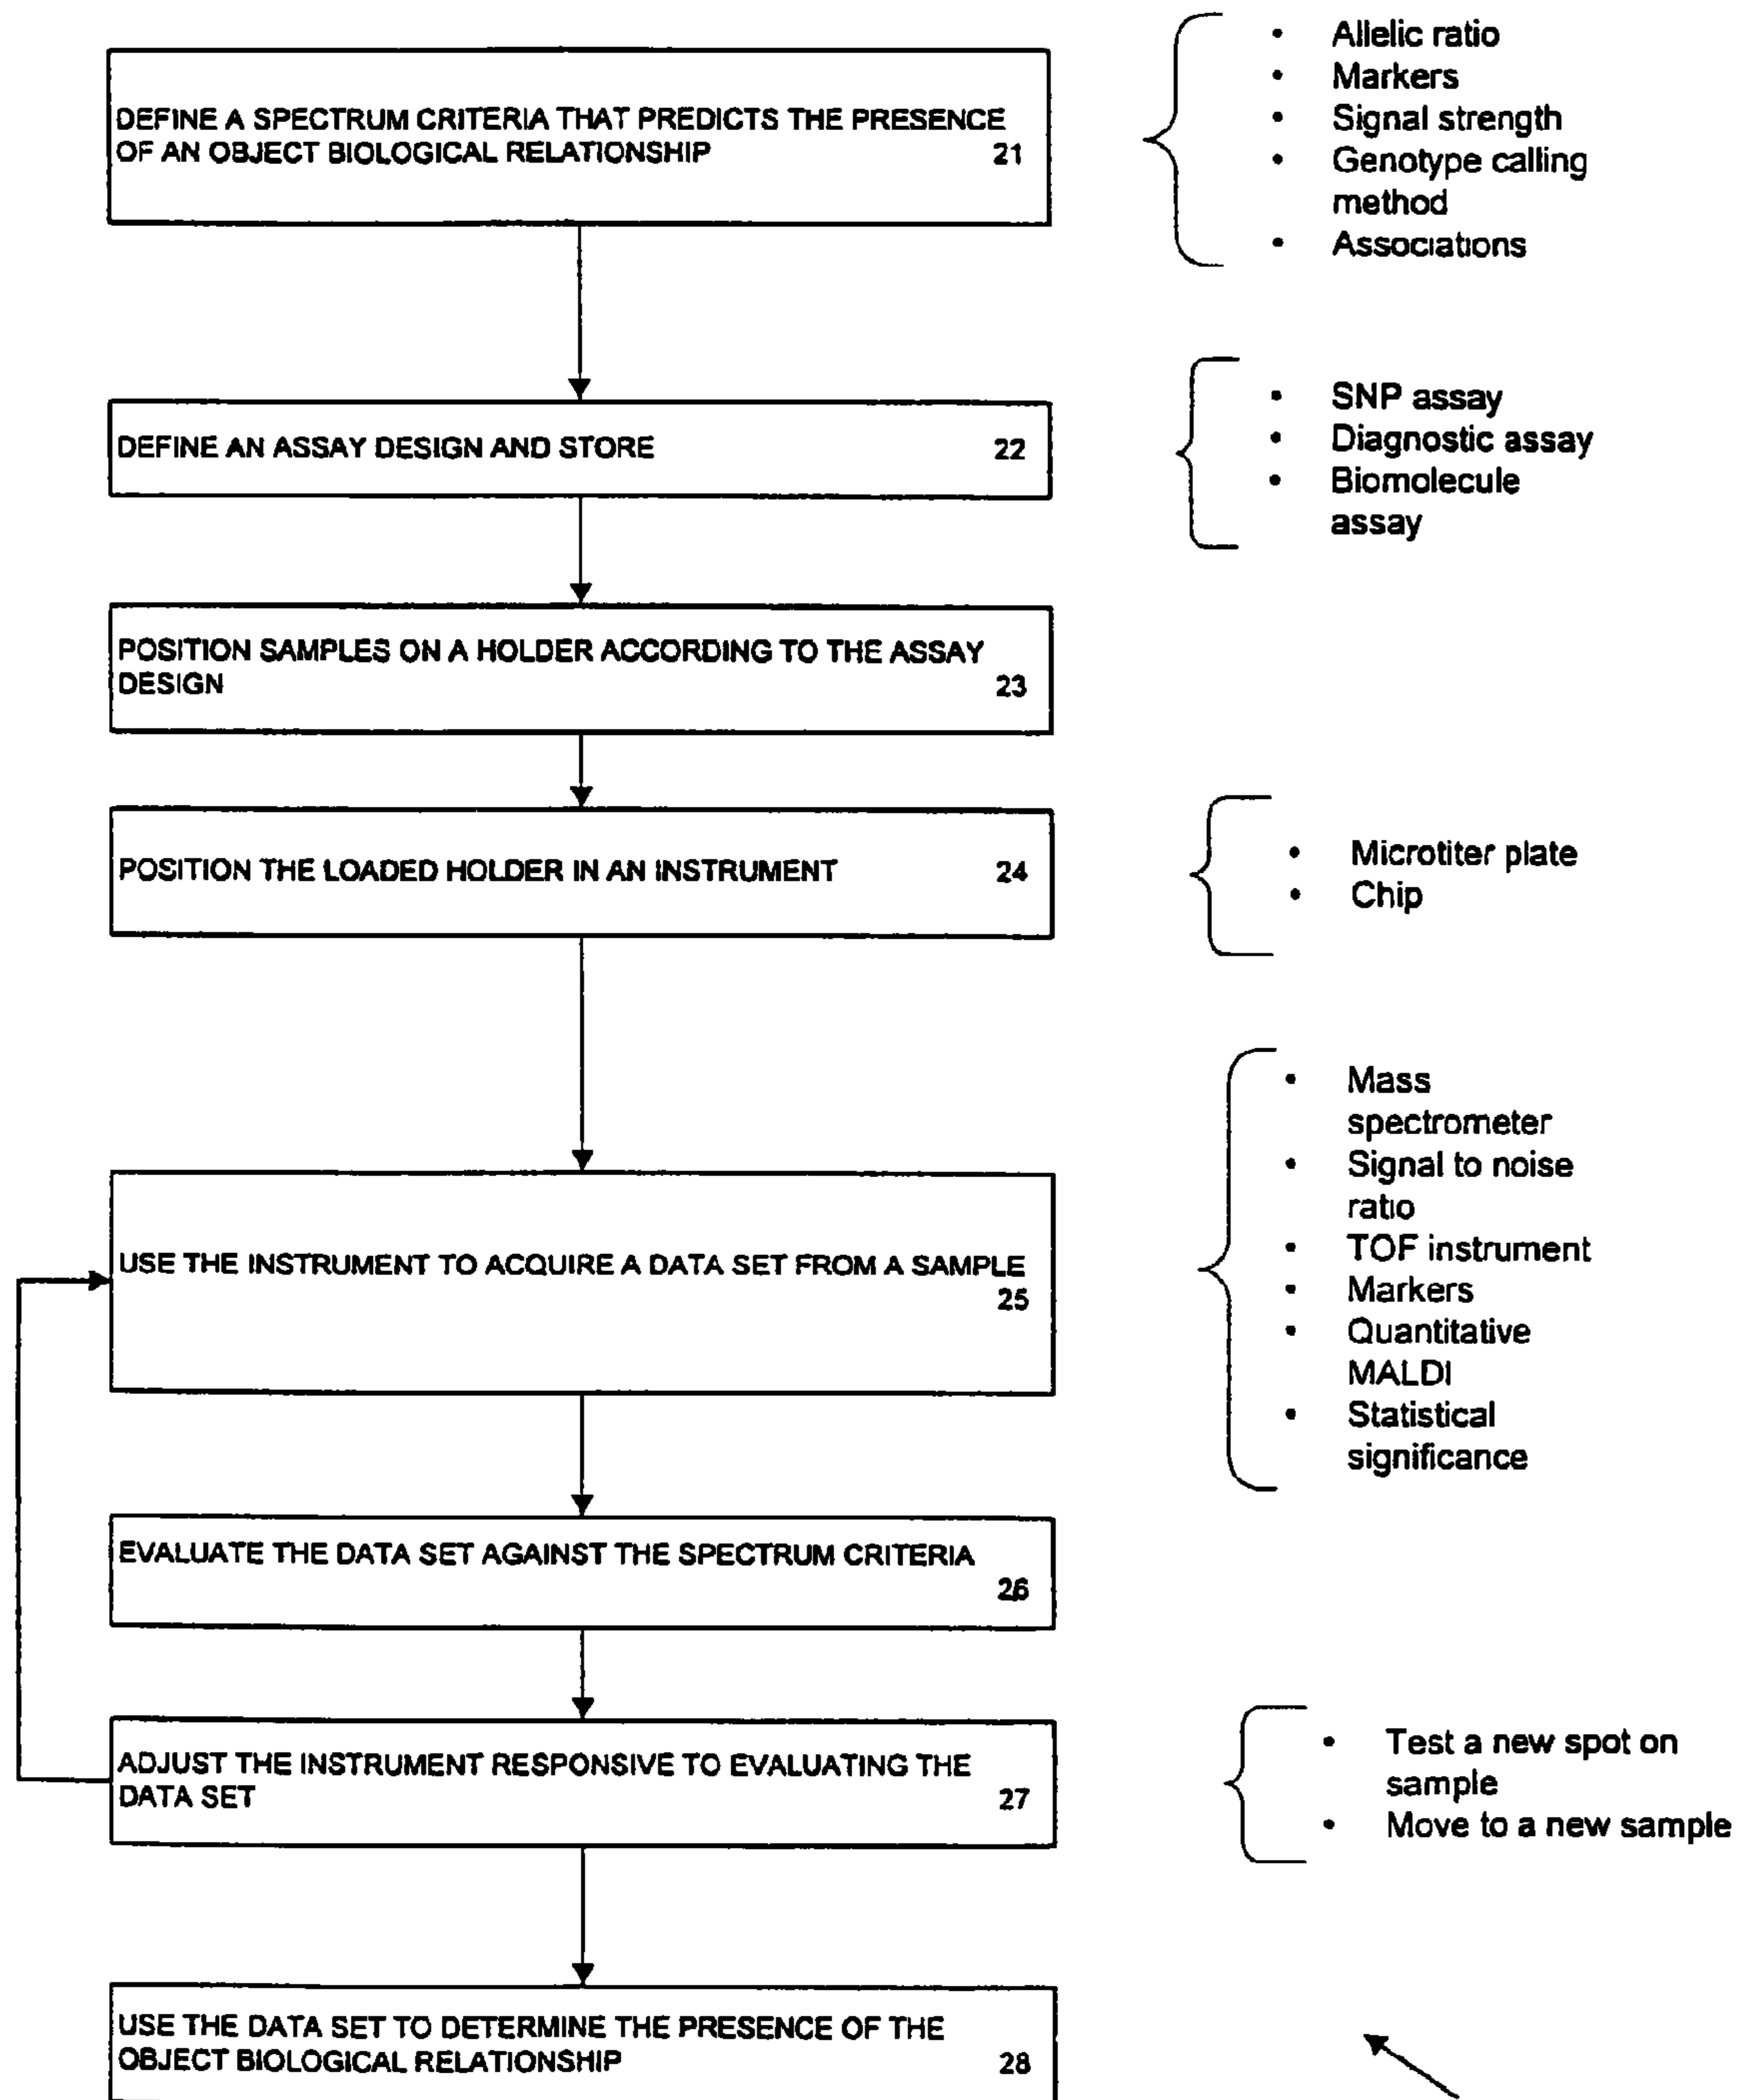 • Allelic ratio
• Markers
• Signal strength
• Genotype calling
method
• Associations
DEFINE A SPECTRUM CRITERIA THAT PREDICTS THE PRESENCE
OF AN OBJECT BIOLOGICAL RELATIONSHIP 21
• SNP assay
• Diagnostic assay
• Biomolecule
assay
DEFINE AN ASSAY DESIGN AND STORE 22
POSITION SAMPLES ON A HOLDER ACCORDING TO THE ASSAY
DESIGN 23
• Microtiter plate
• Chip
POSITION THE LOADED HOLDER IN AN INSTRUMENT 24
• Mass
spectrometer
• Signal to noise
ratio
• TOF instrument
• Markers
• Quantitative
MALDI
• Statistical
significance
USE THE INSTRUMENT TO ACQUIRE A DATA SET FROM A SAMPLE
25
EVALUATE THE DATA SET AGAINST THE SPECTRUM CRITERIA
26
• Test a new spot on
sample
• Move to a new sample
ADJUST THE INSTRUMENT RESPONSIVE TO EVALUATING THE
DATA SET 27
USE THE DATA SET TO DETERMINE THE PRESENCE OF THE
OBJECT BIOLOGICAL RELATIONSHIP 28